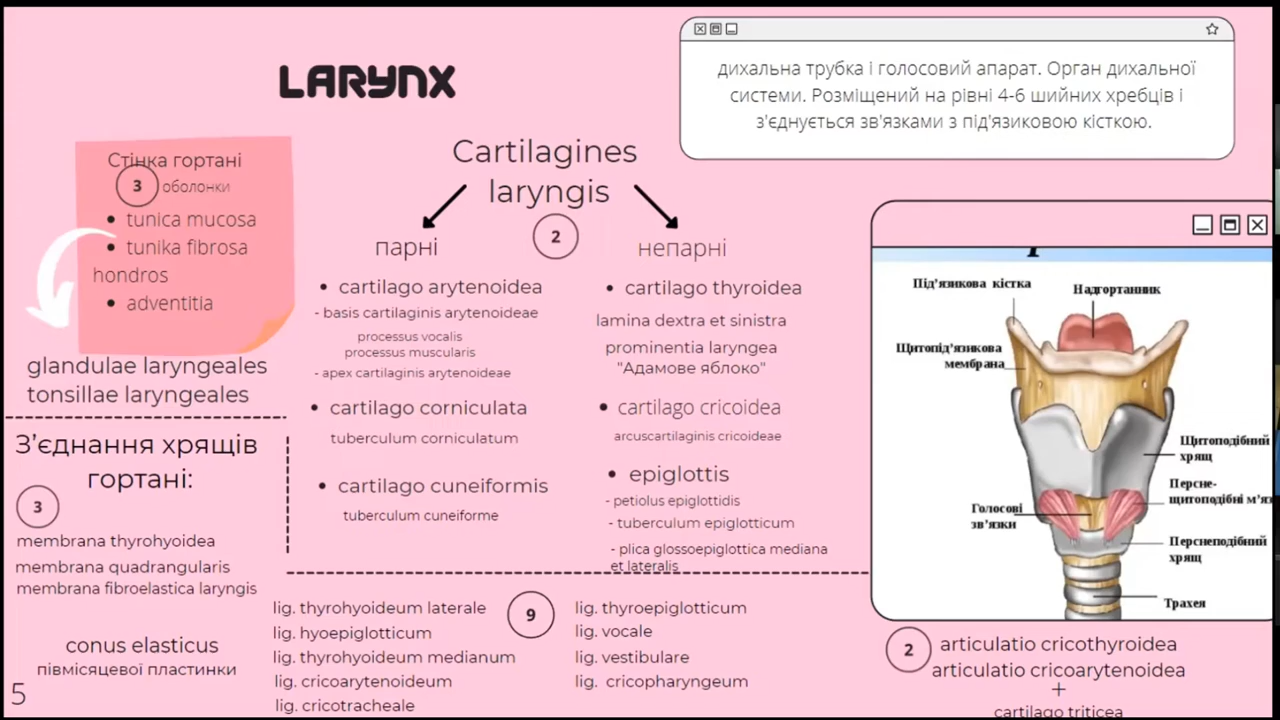 LARYNX
дихальна трубка і голосовий апарат. Орган дихальної
системи. Розміщений на рівні 4-6 шийних хребців і
з'єднується зв'язками з під'язиковою кісткою.
Стінка гортані
3 оболонки
• tunica mucosa
• tunika fibrosa
hondros
• adventitia
glandulae laryngeales
tonsillae laryngeales
З'єднання хрящів
гортані:
3
membrana thyrohyoidea
membrana quadrangularis
membrana fibroelastica laryngis
conus elasticus
півмісяцевої пластинки
5
Cartilagines
laryngis
2
парні
• cartilago arytenoidea
- basis cartilaginis arytenoideae
processus vocalis
processus muscularis
- apex cartilaginis arytenoideae
• cartilago corniculata
tuberculum corniculatum
• cartilago cuneiformis
tuberculum cuneiforme
непарні
• cartilago thyroidea
lamina dextra et sinistra
prominentia laryngea
"Адамове яблоко"
• cartilago cricoidea
arcuscartilaginis cricoideae
• epiglottis
- petiolus epiglottidis
- tuberculum epiglotticum
- plica glossoepiglottica mediana
et lateralis
lig. thyrohyoideum laterale
lig. hyoepiglotticum
lig. thyrohyoideum medianum
lig. cricoarytenoideum
lig. cricotracheale
9
lig. thyroepiglotticum
lig. vocale
lig. vestibulare
lig. cricopharyngeum
Під'язикова кістка
Надгортанник
Щитопід'язикова
мембрана
Щитоподібний
хрящ
Персне-
щитоподібні м'яз
Голосові
зв'язки
Перснеподібний
хрящ
Трахея
2
articulatio cricothyroidea
articulatio cricoarytenoidea
+
cartilago triticea